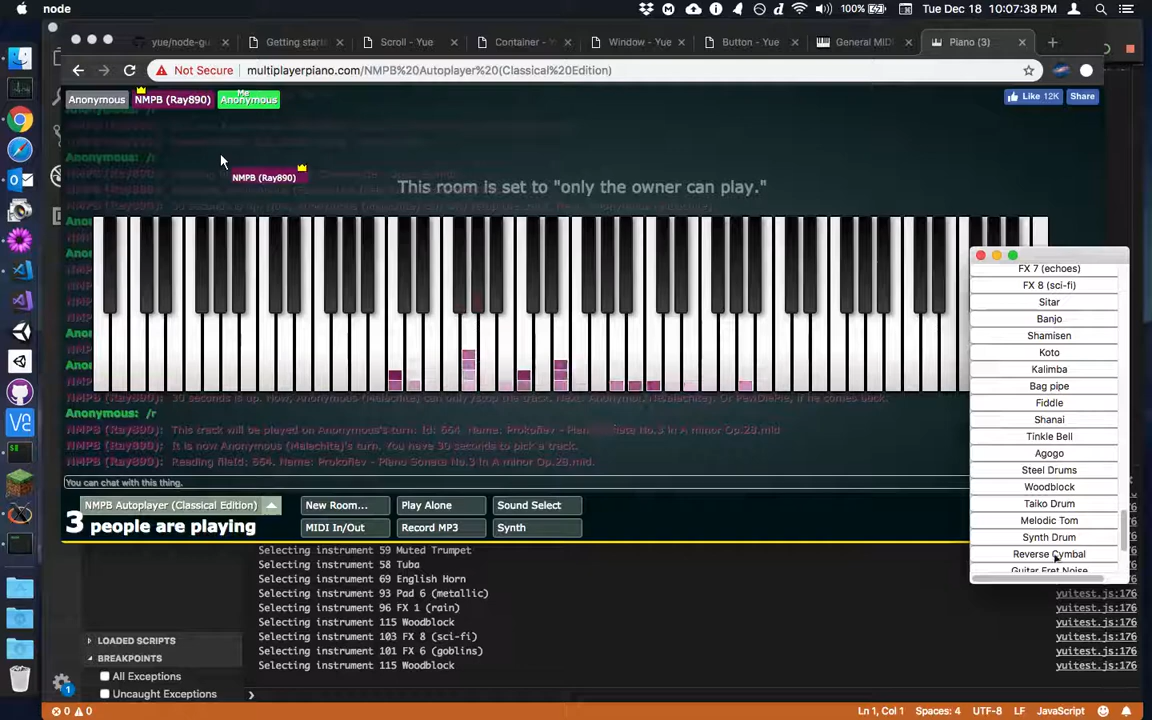 node
100%
Tue Dec 18 10:07:38 PM
yue/node-gu
Getting start
Scroll - Yue
Container - Y
Window - Yue
Button - Yue
General MIDI
Piano (3)
Not Secure
multiplayerpiano.com/NMPB%20Autoplayer%20(Classical%20Edition)
Anonymous
NMPB (Ray890)
Me
Anonymous
Like 12K
Share
Anonymous: /r
NMPB (Ray890)
This room is set to "only the owner can play."
FX 7 (echoes)
FX 8 (sci-fi)
Sitar
Banjo
Shamisen
Koto
Kalimba
Bag pipe
Fiddle
Shanai
Tinkle Bell
Agogo
Steel Drums
Woodblock
Taiko Drum
Melodic Tom
Synth Drum
Reverse Cymbal
Guitar Fret Noise
Anonymous: /r
NMPB (Ray890): This track will be played on Anonymous's turn: Id: 664 Name: Prokofiev - Piano Sonata No.3 in A minor Op.28.mid
NMPB (Ray890): It is now Anonymous (Malachite)'s turn. You have 30 seconds to pick a track.
NMPB (Ray890): Reading fileId: 664. Name: Prokofiev - Piano Sonata No.3 in A minor Op.28.mid.
You can chat with this thing.
NMPB Autoplayer (Classical Edition)
New Room...
Play Alone
Sound Select
3 people are playing
MIDI In/Out
Record MP3
Synth
Selecting instrument 59 Muted Trumpet
Selecting instrument 58 Tuba
Selecting instrument 69 English Horn
Selecting instrument 93 Pad 6 (metallic)
yuitest.js:176
Selecting instrument 96 FX 1 (rain)
yuitest.js:176
Selecting instrument 115 Woodblock
yuitest.js:176
Selecting instrument 103 FX 8 (sci-fi)
yuitest.js:176
Selecting instrument 101 FX 6 (goblins)
yuitest.js:176
Selecting instrument 115 Woodblock
yuitest.js:176
LOADED SCRIPTS
BREAKPOINTS
All Exceptions
Uncaught Exceptions
1
0 0
Ln 1, Col 1
Spaces: 4
UTF-8
LF
JavaScript